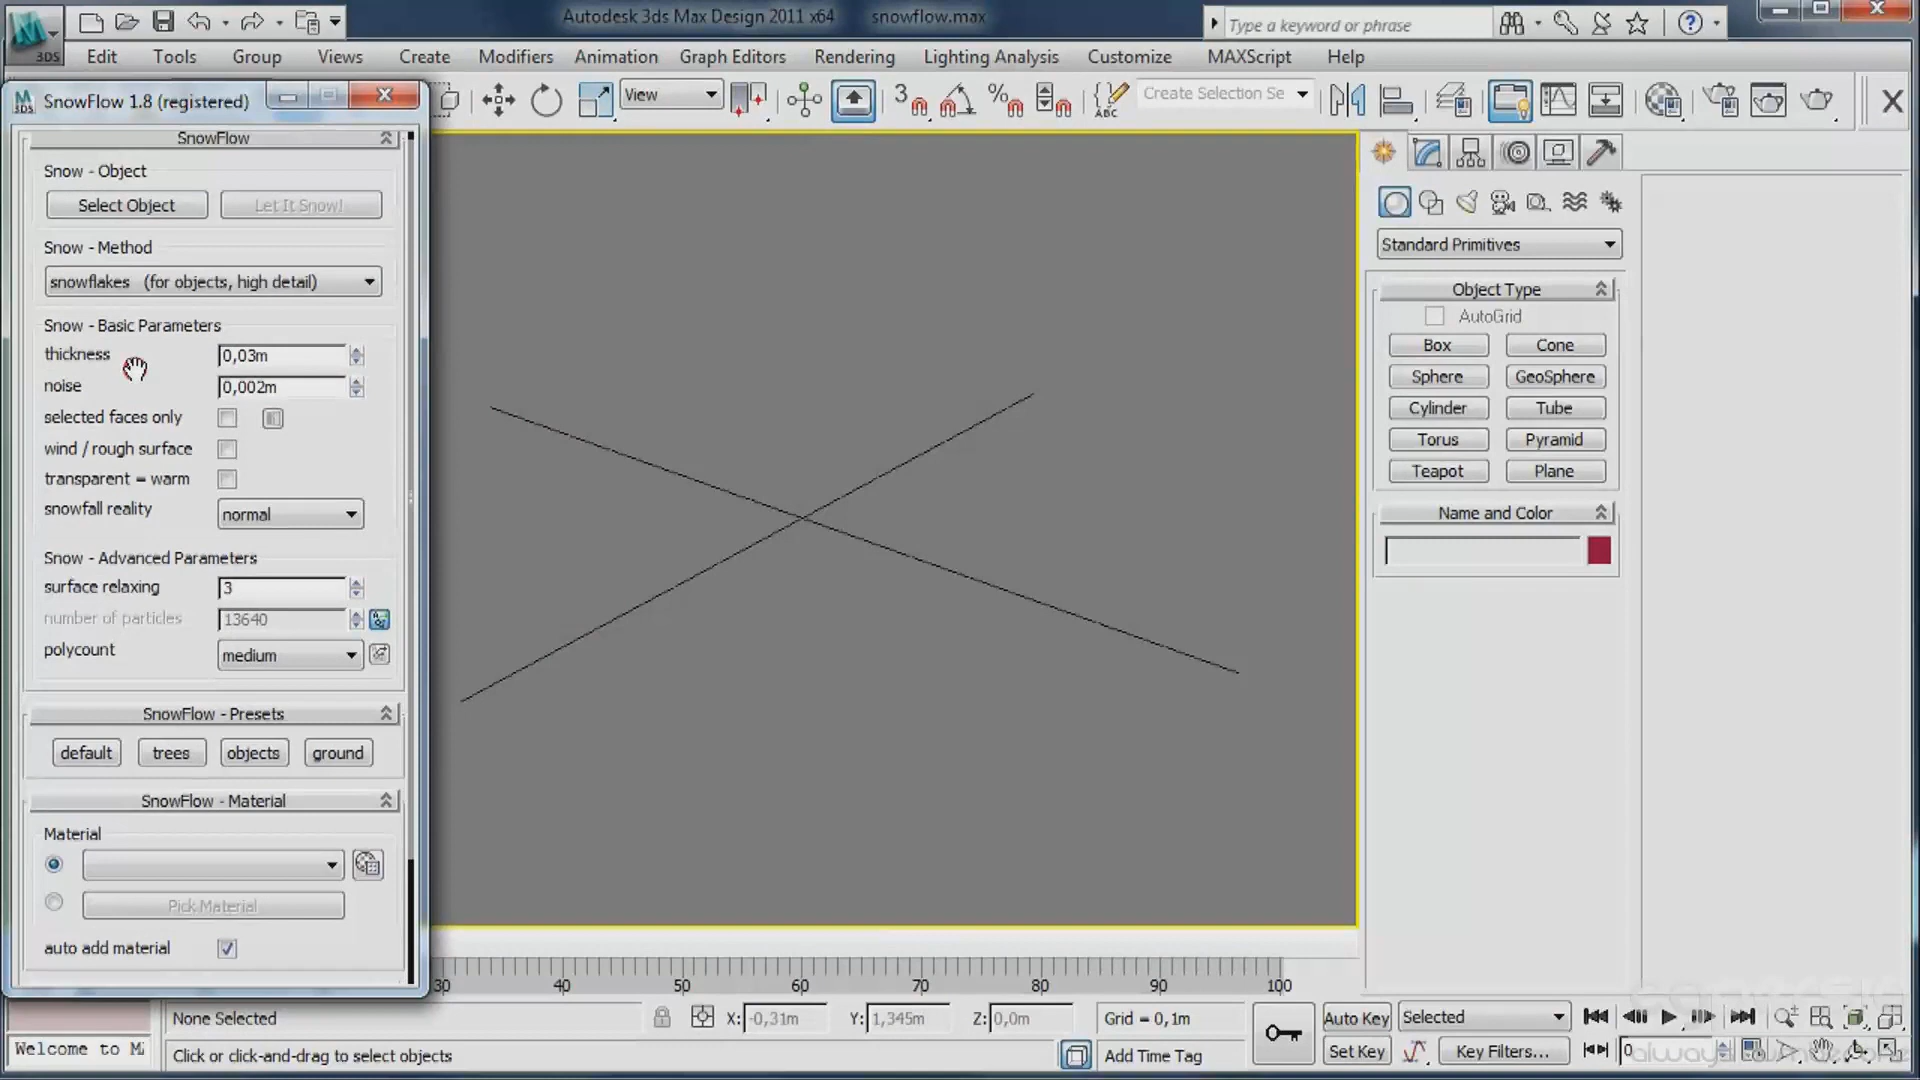 Autodesk 3ds Max Design 2011 x64 snowflow.max
Type a keyword or phrase
3DS Edit Tools Group Views Create Modifiers Animation Graph Editors Rendering Lighting Analysis Customize MAXScript Help
SnowFlow 1.8 (registered)
View
3
%
ABC
Create Selection Se
SnowFlow
Snow - Object
Select Object Let It Snow!
Snow - Method
snowflakes (for objects, high detail)
Snow - Basic Parameters
thickness 0,03m
noise 0,002m
selected faces only
wind / rough surface
transparent = warm
snowfall reality normal
Snow - Advanced Parameters
surface relaxing 3
number of particles 13640
polycount medium
SnowFlow - Presets
default trees objects ground
SnowFlow - Material
Material
Pick Material
auto add material
Standard Primitives
Object Type
AutoGrid
Box Cone
Sphere GeoSphere
Cylinder Tube
Torus Pyramid
Teapot Plane
Name and Color
30 40 50 60 70 80 90 100
None Selected X: -0,31m Y: 1,345m Z: 0,0m Grid = 0,1m Auto Key Selected
Welcome to M
Click or click-and-drag to select objects Add Time Tag Set Key Key Filters... 0